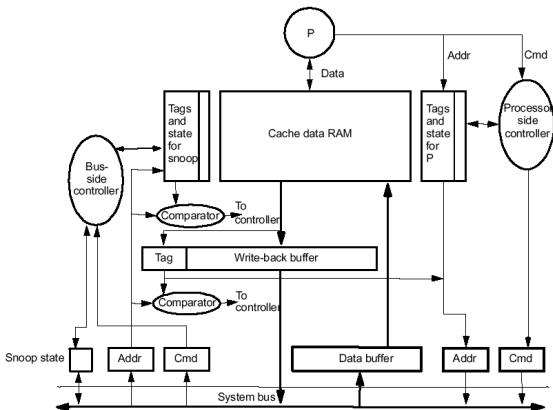 P
Data
Addr
Cmd
Tags
and
state
for
snoop
Cache data RAM
Tags
and
state
for
P
Processor
side
controller
Bus-
side
controller
Comparator
To
controller
Tag
Write-back buffer
Comparator
To
controller
Snoop state
Addr
Cmd
Data buffer
Addr
Cmd
System bus